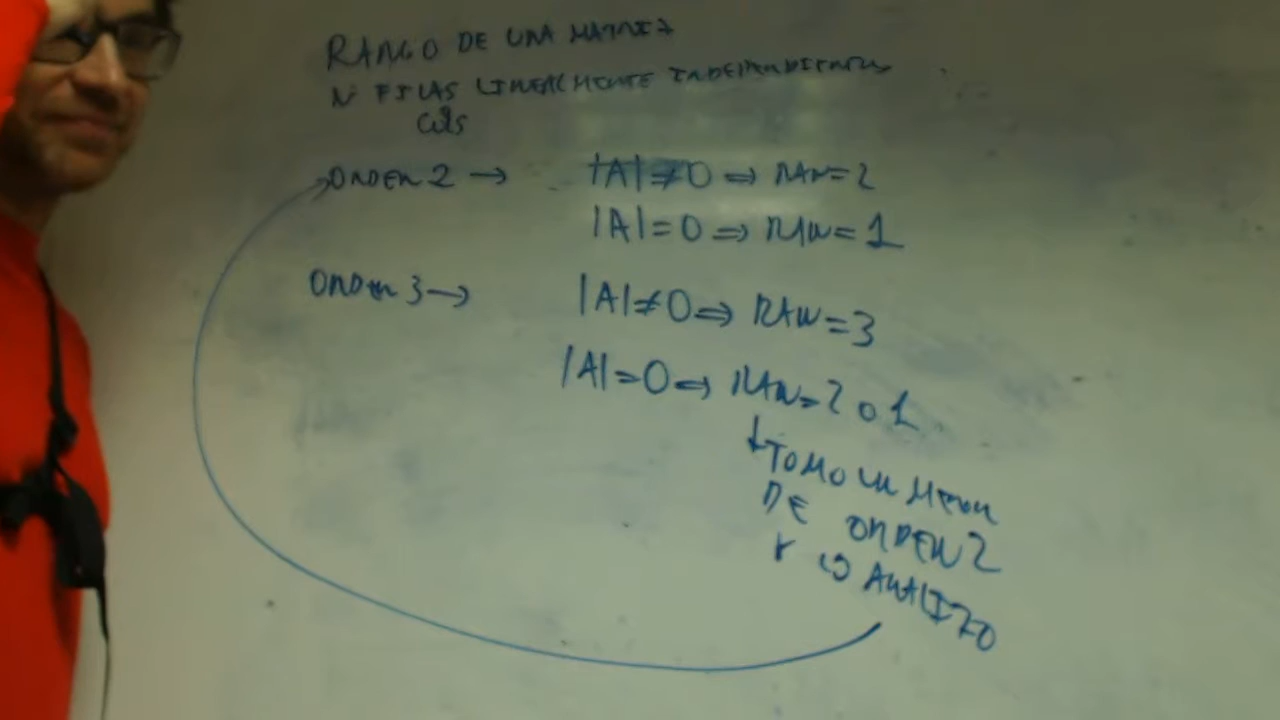 RANGO DE UNA MATRIZ
Nº FILAS LINEALMENTE INDEPENDIENTES
COLS
ORDEN 2 → |A|≠0 ⇒ RAN=2
|A|=0 ⇒ RAN=1
ORDEN 3 → |A|≠0 ⇒ RAN=3
|A|=0 ⇒ RAN=2 o 1
↓ TOMO UN MENOR
DE ORDEN 2
Y LO ANALIZO